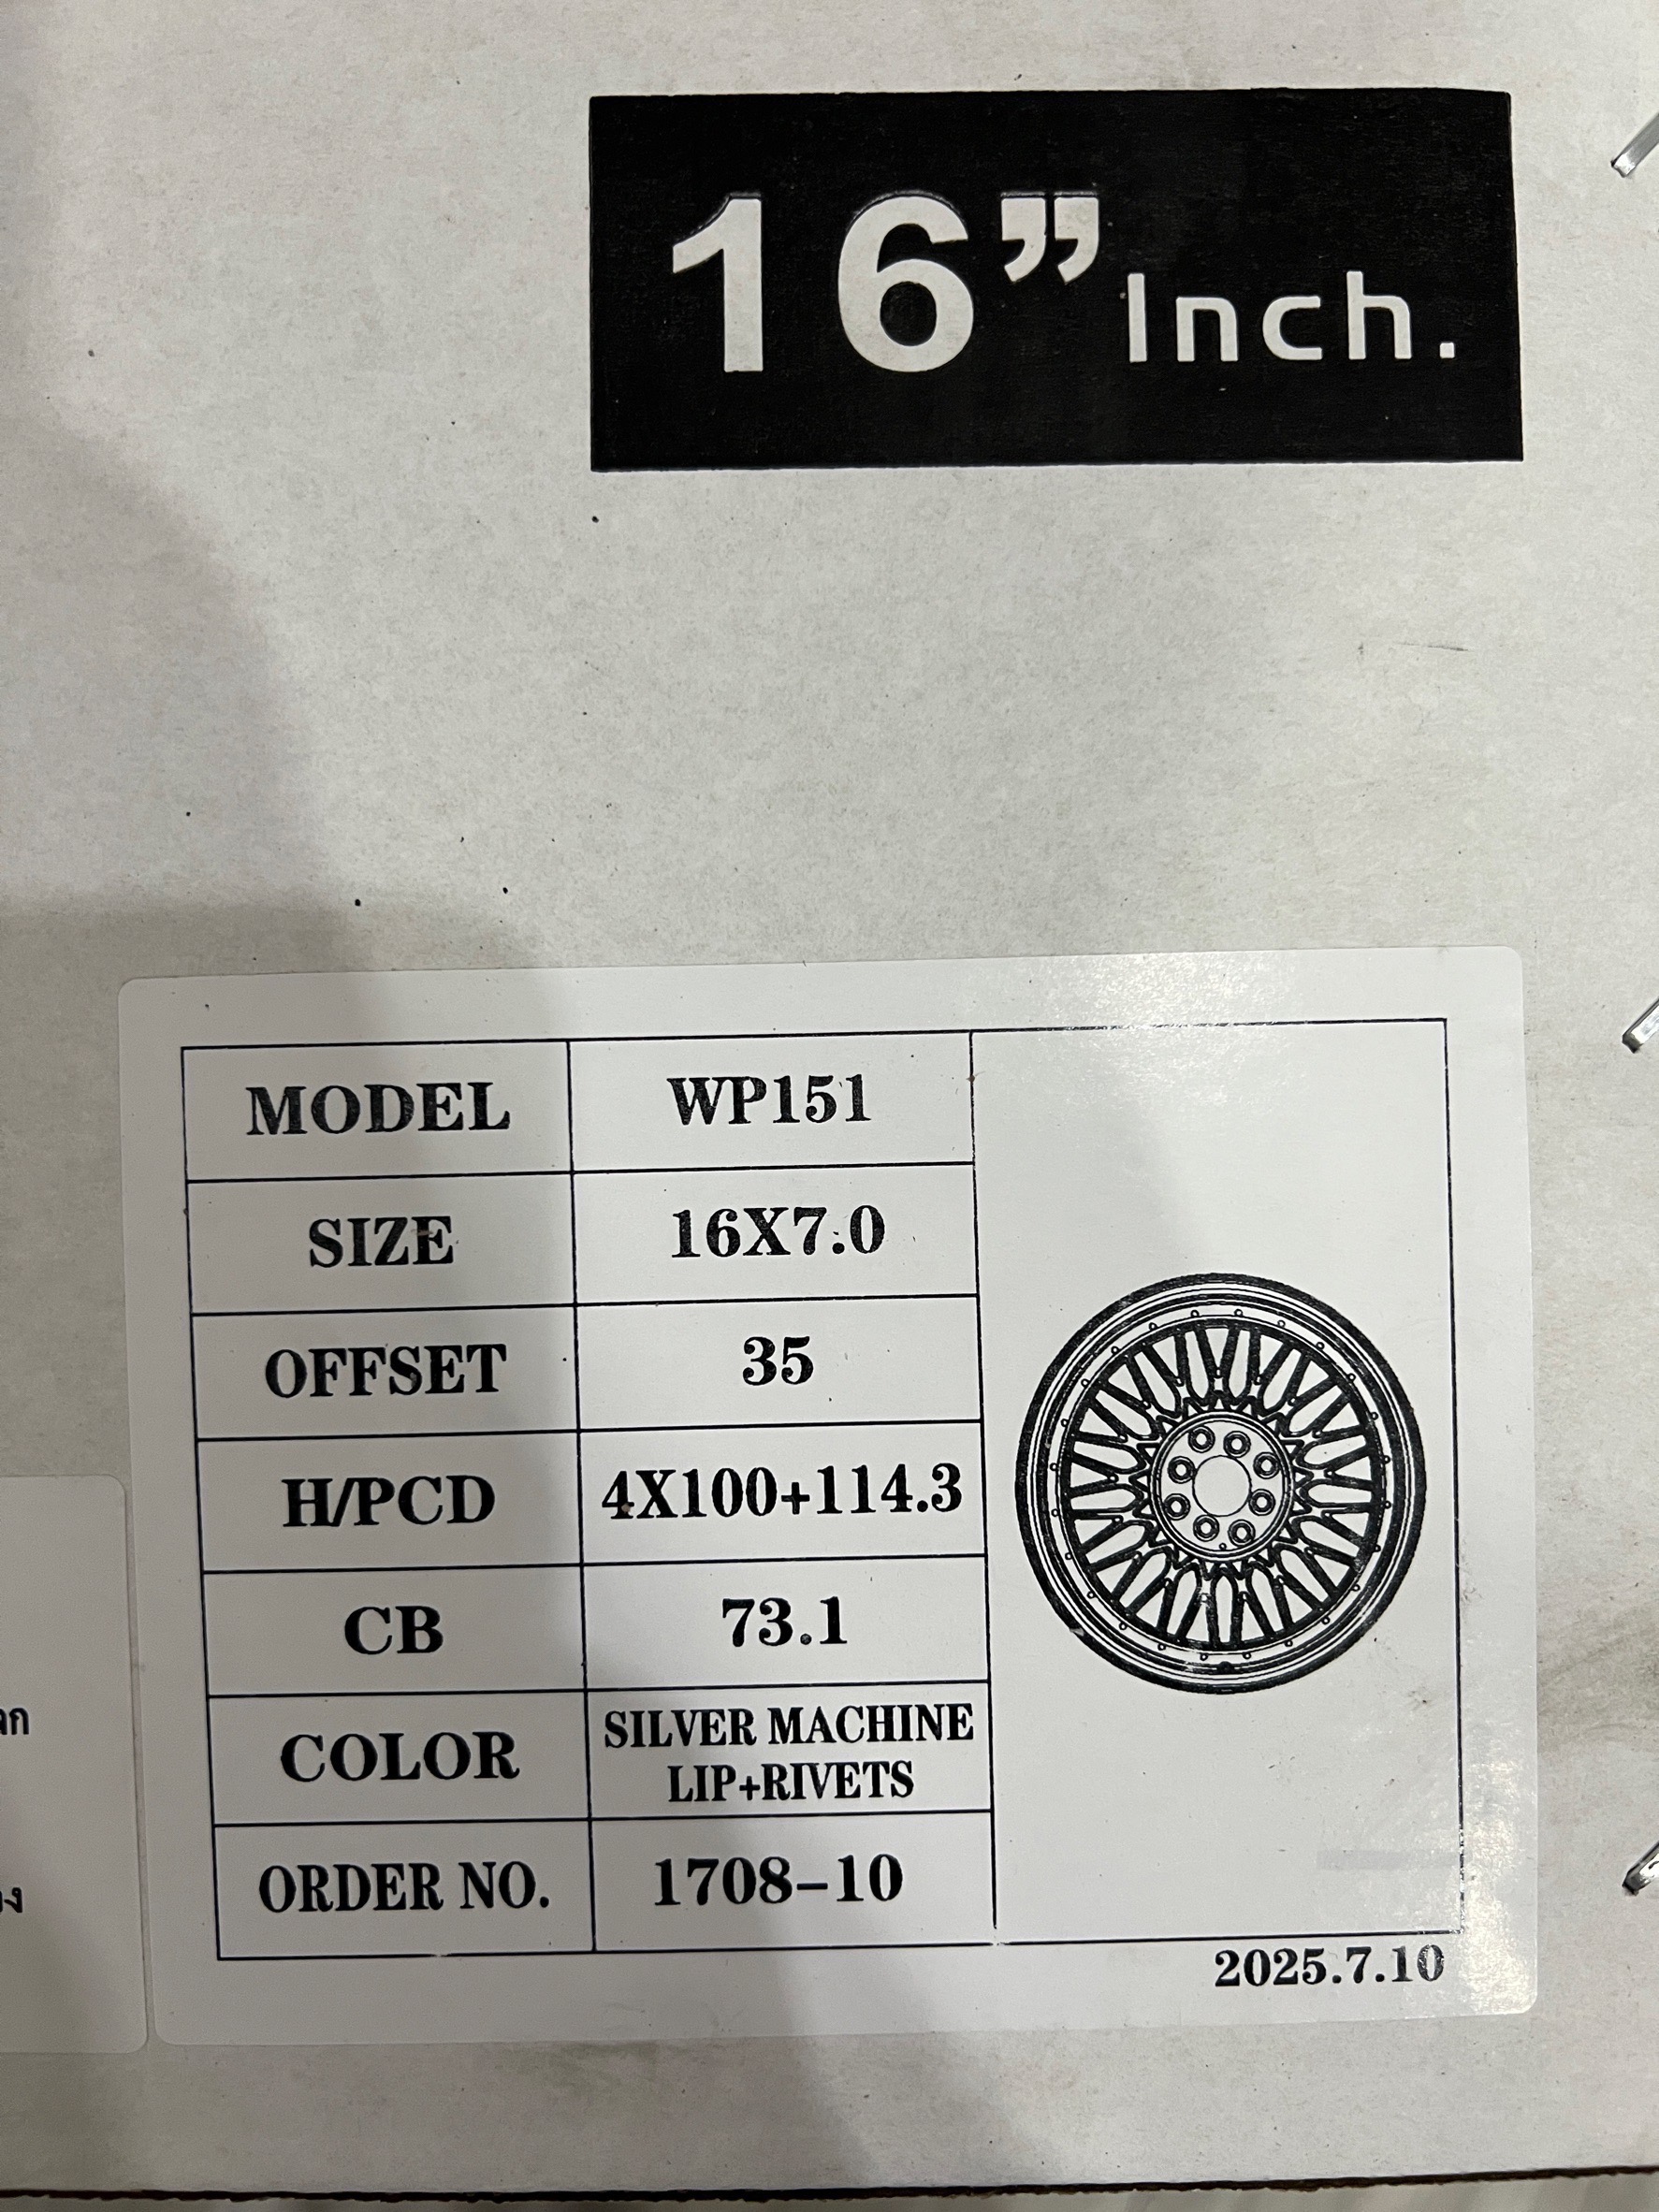 16” Inch.
MODEL WP151
SIZE 16X7.0
OFFSET 35
H/PCD 4X100+114.3
CB 73.1
COLOR SILVER MACHINE
LIP+RIVETS
ORDER NO. 1708-10
2025.7.10